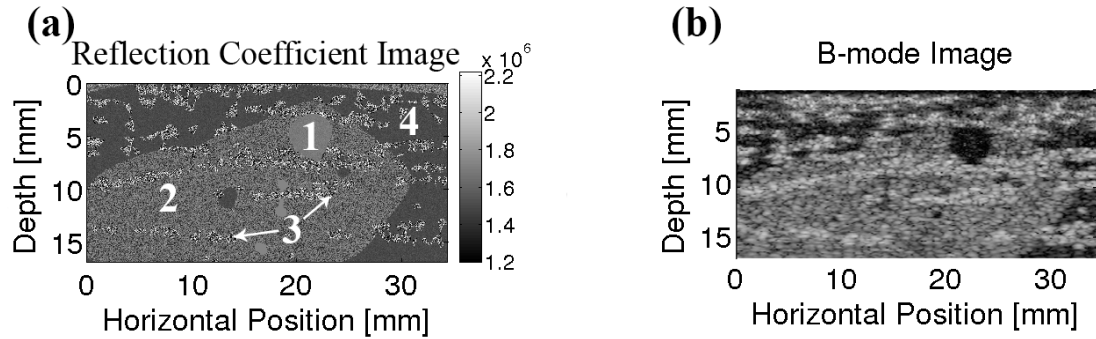 (a)
Reflection Coefficient Image
x 10^6
0
5
10
15
Depth [mm]
1
2
3
4
2.2
2
1.8
1.6
1.4
1.2
0 10 20 30
Horizontal Position [mm]
(b)
B-mode Image
5
10
15
Depth [mm]
0 10 20 30
Horizontal Position [mm]